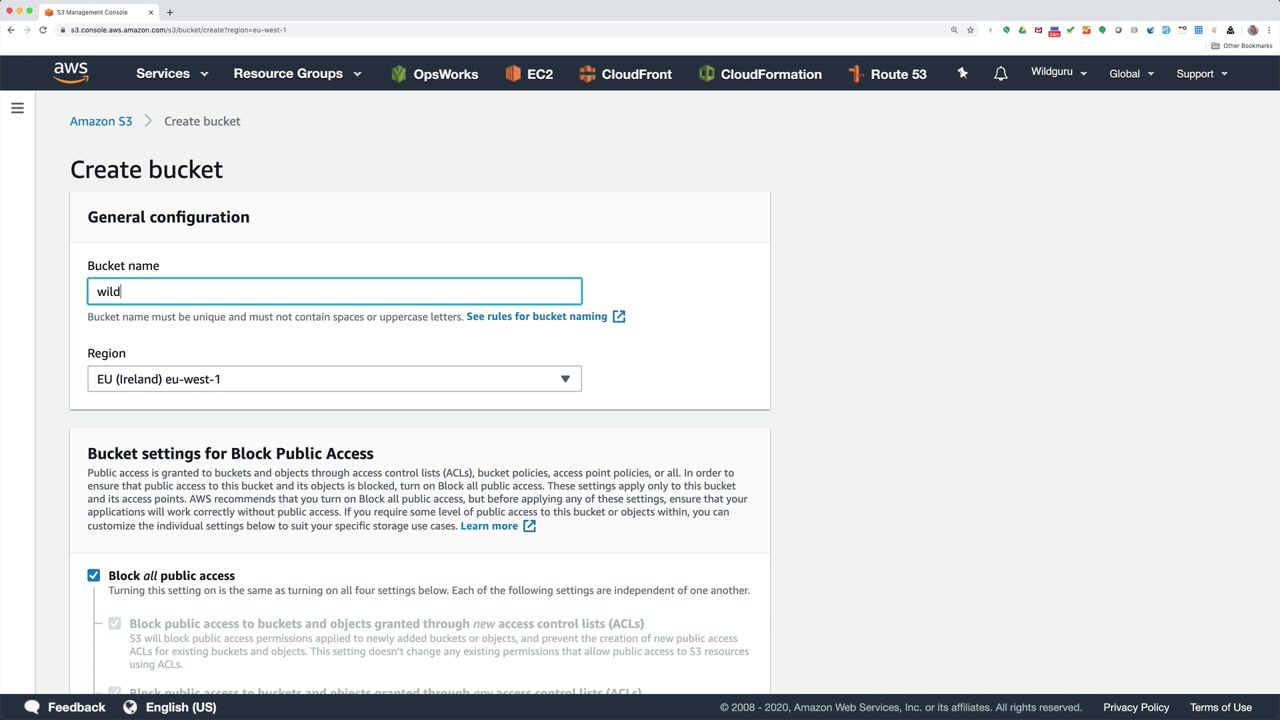 S3 Management Console
s3.console.aws.amazon.com/s3/bucket/create?region=eu-west-1
Other Bookmarks
aws
Services
Resource Groups
OpsWorks
EC2
CloudFront
CloudFormation
Route 53
Wildguru
Global
Support
Amazon S3
Create bucket
Create bucket
General configuration
Bucket name
wild
Bucket name must be unique and must not contain spaces or uppercase letters. See rules for bucket naming
Region
EU (Ireland) eu-west-1
Bucket settings for Block Public Access
Public access is granted to buckets and objects through access control lists (ACLs), bucket policies, access point policies, or all. In order to
ensure that public access to this bucket and its objects is blocked, turn on Block all public access. These settings apply only to this bucket
and its access points. AWS recommends that you turn on Block all public access, but before applying any of these settings, ensure that your
applications will work correctly without public access. If you require some level of public access to this bucket or objects within, you can
customize the individual settings below to suit your specific storage use cases. Learn more
Block all public access
Turning this setting on is the same as turning on all four settings below. Each of the following settings are independent of one another.
Block public access to buckets and objects granted through new access control lists (ACLs)
S3 will block public access permissions applied to newly added buckets or objects, and prevent the creation of new public access
ACLs for existing buckets and objects. This setting doesn't change any existing permissions that allow public access to S3 resources
using ACLs.
Block public access to buckets and objects granted through any access control lists (ACLs)
Feedback
English (US)
© 2008 - 2020, Amazon Web Services, Inc. or its affiliates. All rights reserved.
Privacy Policy
Terms of Use